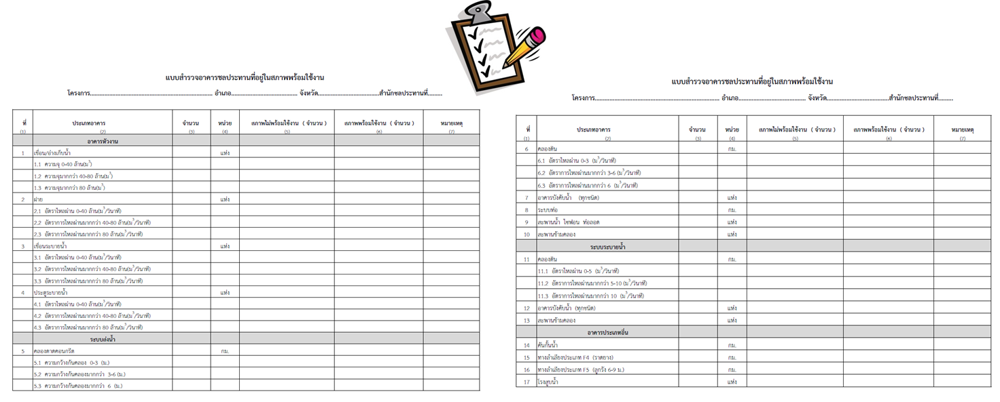 แบบสำรวจอาคารชลประทานที่อยู่ในสภาพพร้อมใช้งาน
โครงการ............................................................................ อำเภอ......................................... จังหวัด......................................สำนักชลประทานที่.........
ที่ ประเภทอาคาร จำนวน หน่วย สภาพไม่พร้อมใช้งาน ( จำนวน ) สภาพพร้อมใช้งาน ( จำนวน ) หมายเหตุ
(1) (2) (3) (4) (5) (6) (7)
อาคารหัวงาน
1 เขื่อน/อ่างเก็บน้ำ แห่ง
1.1 ความจุ 0-40 ล้าน(ม³)
1.2 ความจุมากกว่า 40-80 ล้าน(ม³)
1.3 ความจุมากกว่า 80 ล้าน(ม³)
2 ฝาย แห่ง
2.1 อัตราไหลผ่าน 0-40 ล้าน(ม³/วินาที)
2.2 อัตราการไหลผ่านมากกว่า 40-80 ล้าน(ม³/วินาที)
2.3 อัตราการไหลผ่านมากกว่า 80 ล้าน(ม³/วินาที)
3 เขื่อนระบายน้ำ แห่ง
3.1 อัตราไหลผ่าน 0-40 ล้าน(ม³/วินาที)
3.2 อัตราการไหลผ่านมากกว่า 40-80 ล้าน(ม³/วินาที)
3.3 อัตราการไหลผ่านมากกว่า 80 ล้าน(ม³/วินาที)
4 ประตูระบายน้ำ แห่ง
4.1 อัตราไหลผ่าน 0-40 ล้าน(ม³/วินาที)
4.2 อัตราการไหลผ่านมากกว่า 40-80 ล้าน(ม³/วินาที)
4.3 อัตราการไหลผ่านมากกว่า 80 ล้าน(ม³/วินาที)
ระบบส่งน้ำ
5 คลองดาดคอนกรีต กม.
5.1 ความกว้างก้นคลอง 0-3 (ม.)
5.2 ความกว้างก้นคลองมากกว่า 3-6 (ม.)
5.3 ความกว้างก้นคลองมากกว่า 6 (ม.)
แบบสำรวจอาคารชลประทานที่อยู่ในสภาพพร้อมใช้งาน
โครงการ............................................................................ อำเภอ......................................... จังหวัด......................................สำนักชลประทานที่.........
ที่ ประเภทอาคาร จำนวน หน่วย สภาพไม่พร้อมใช้งาน ( จำนวน ) สภาพพร้อมใช้งาน ( จำนวน ) หมายเหตุ
(1) (2) (3) (4) (5) (6) (7)
6 คลองดิน กม.
6.1 อัตราไหลผ่าน 0-3 (ม³/วินาที)
6.2 อัตราการไหลผ่านมากกว่า 3-6 (ม³/วินาที)
6.3 อัตราการไหลผ่านมากกว่า 6 (ม³/วินาที)
7 อาคารบังคับน้ำ (ทุกชนิด) แห่ง
8 ระบบท่อ กม.
9 สะพานน้ำ ไซฟอน ท่อลอด แห่ง
10 สะพานข้ามคลอง แห่ง
ระบบระบายน้ำ
11 คลองดิน กม.
11.1 อัตราไหลผ่าน 0-5 (ม³/วินาที)
11.2 อัตราการไหลผ่านมากกว่า 5-10 (ม³/วินาที)
11.3 อัตราการไหลผ่านมากกว่า 10 (ม³/วินาที)
12 อาคารบังคับน้ำ (ทุกชนิด) แห่ง
13 สะพานข้ามคลอง แห่ง
อาคารประเภทอื่น
14 คันกั้นน้ำ กม.
15 ทางลำเลียงประเภท F4 (ราดยาง) กม.
16 ทางลำเลียงประเภท F5 (ลูกรัง 6-9 ม.) กม.
17 โรงสูบน้ำ แห่ง